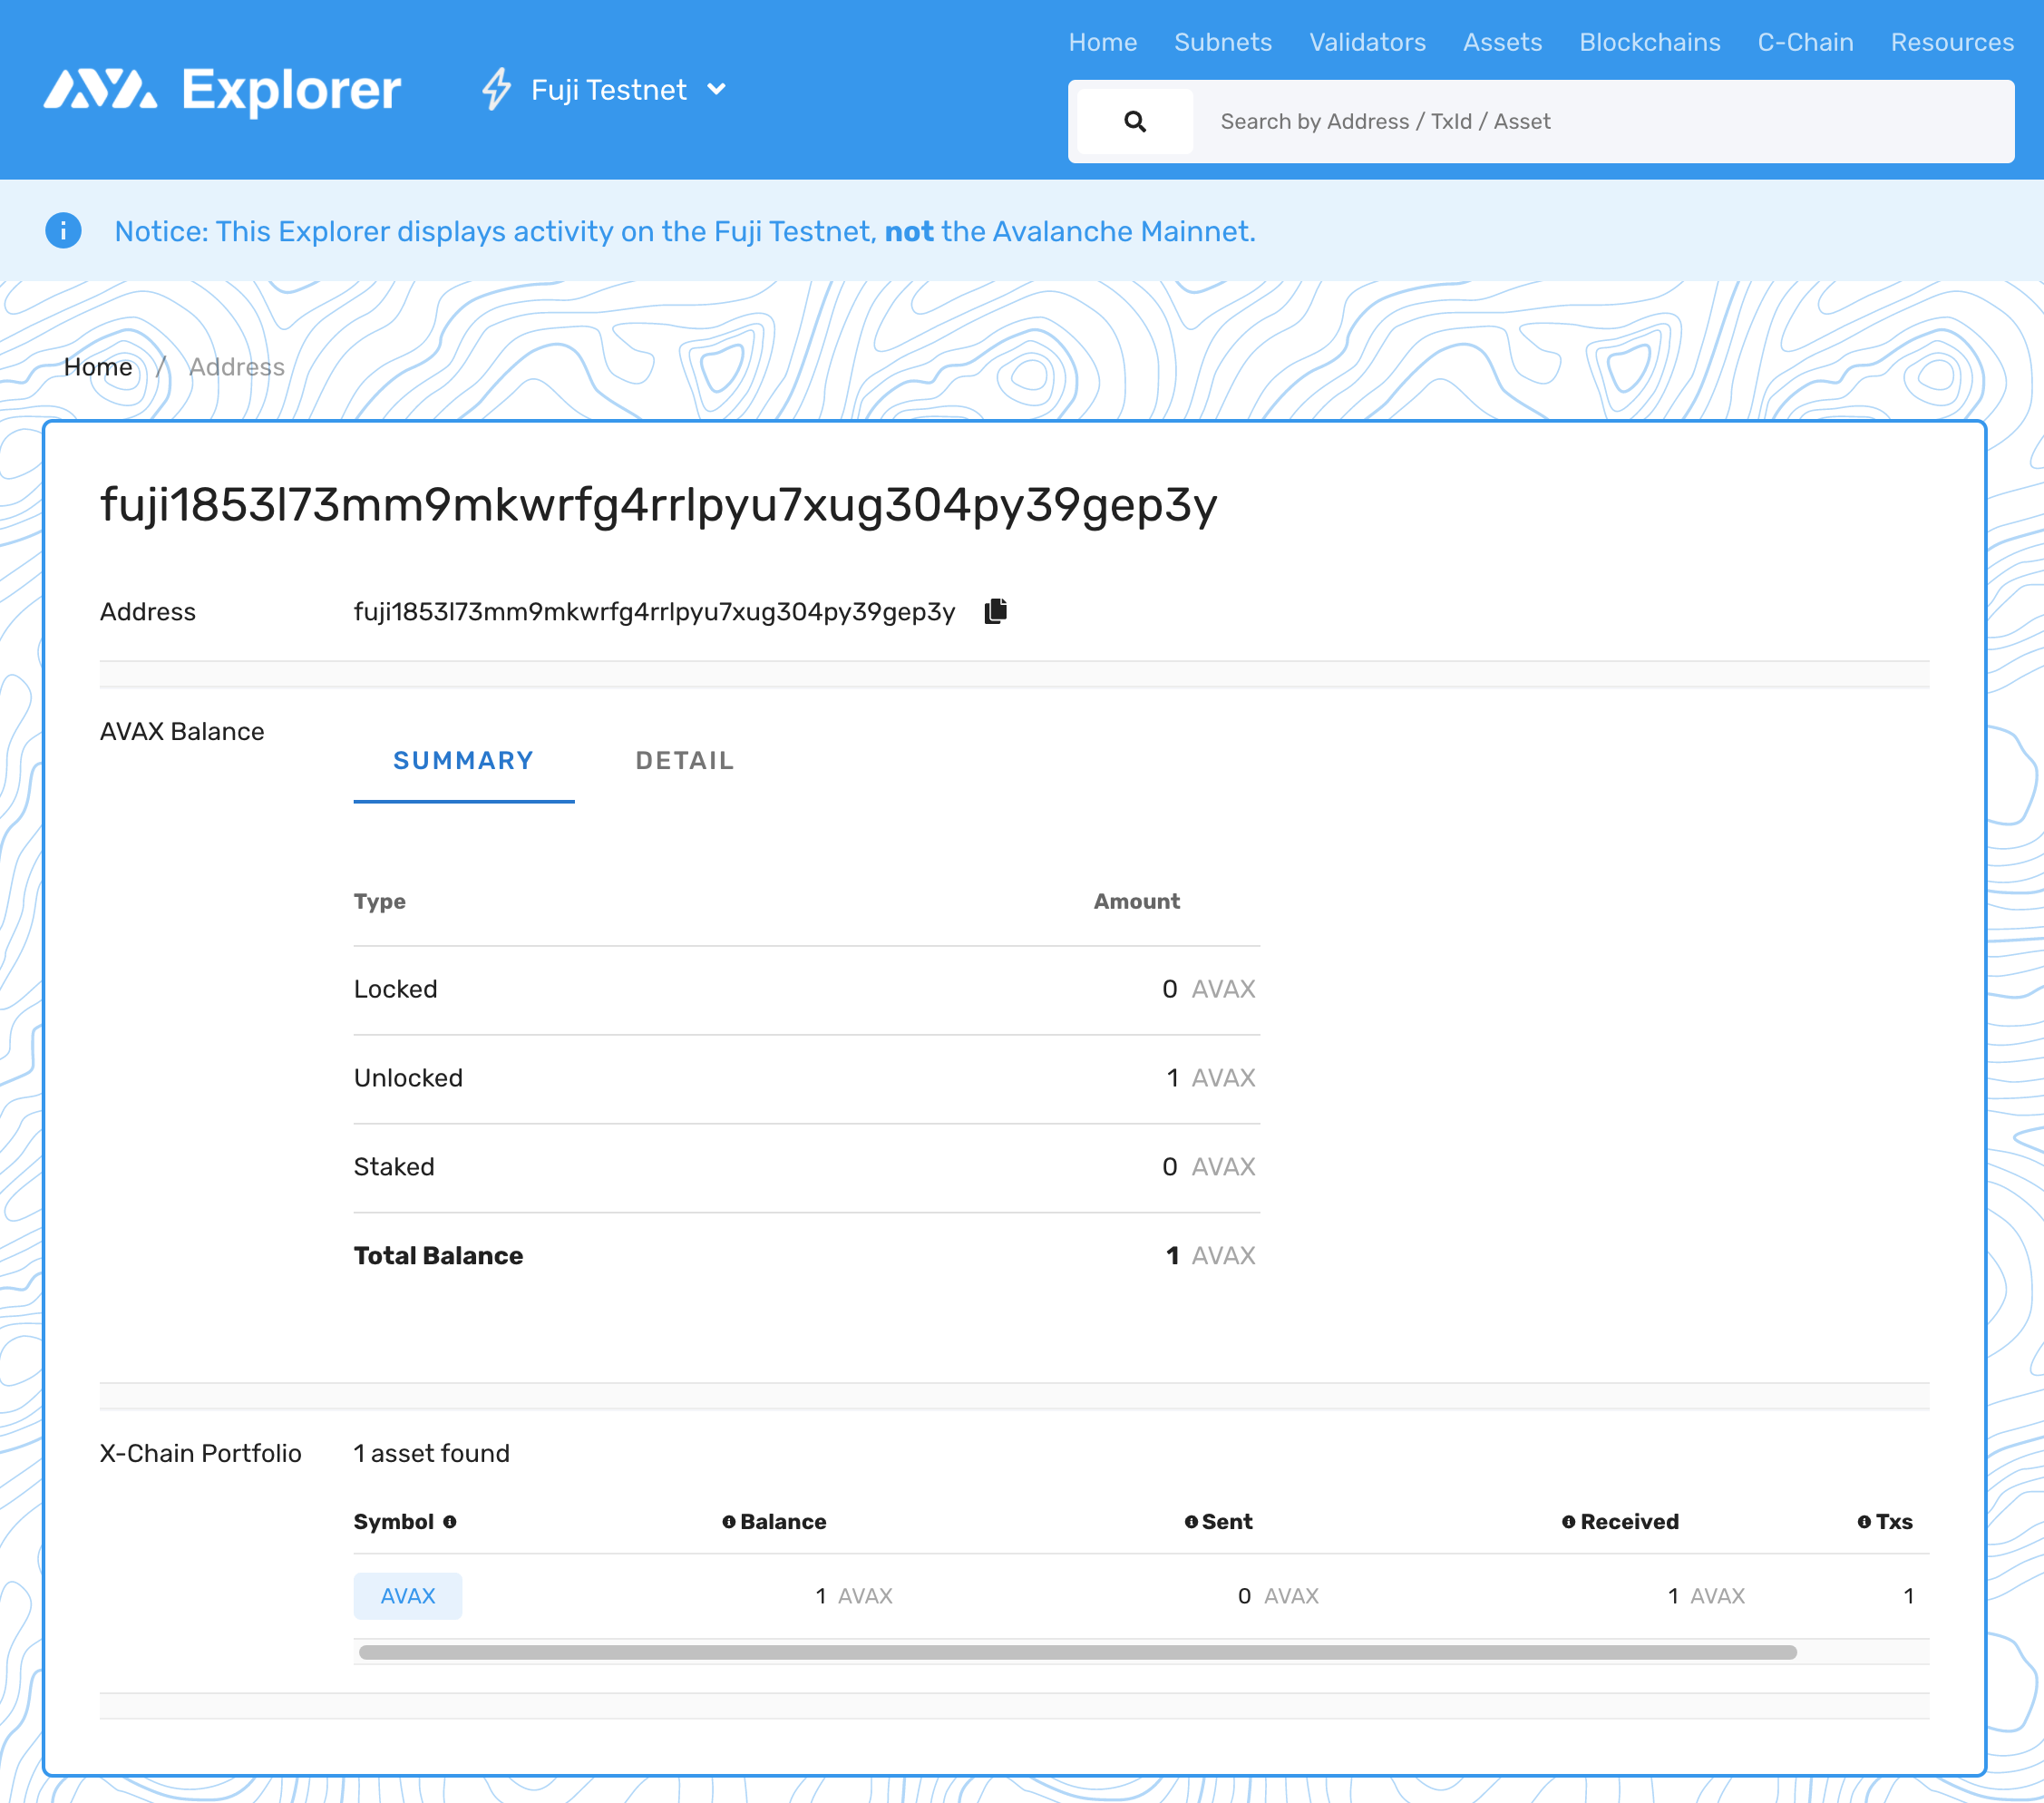 Home Subnets Validators Assets Blockchains C-Chain Resources
AVA Explorer Fuji Testnet
Search by Address / TxId / Asset
Notice: This Explorer displays activity on the Fuji Testnet, not the Avalanche Mainnet.
Home / Address
fuji1853l73mm9mkwrfg4rrlpyu7xug304py39gep3y
Address fuji1853l73mm9mkwrfg4rrlpyu7xug304py39gep3y
AVAX Balance
SUMMARY DETAIL
Type Amount
Locked 0 AVAX
Unlocked 1 AVAX
Staked 0 AVAX
Total Balance 1 AVAX
X-Chain Portfolio 1 asset found
Symbol Balance Sent Received Txs
AVAX 1 AVAX 0 AVAX 1 AVAX 1